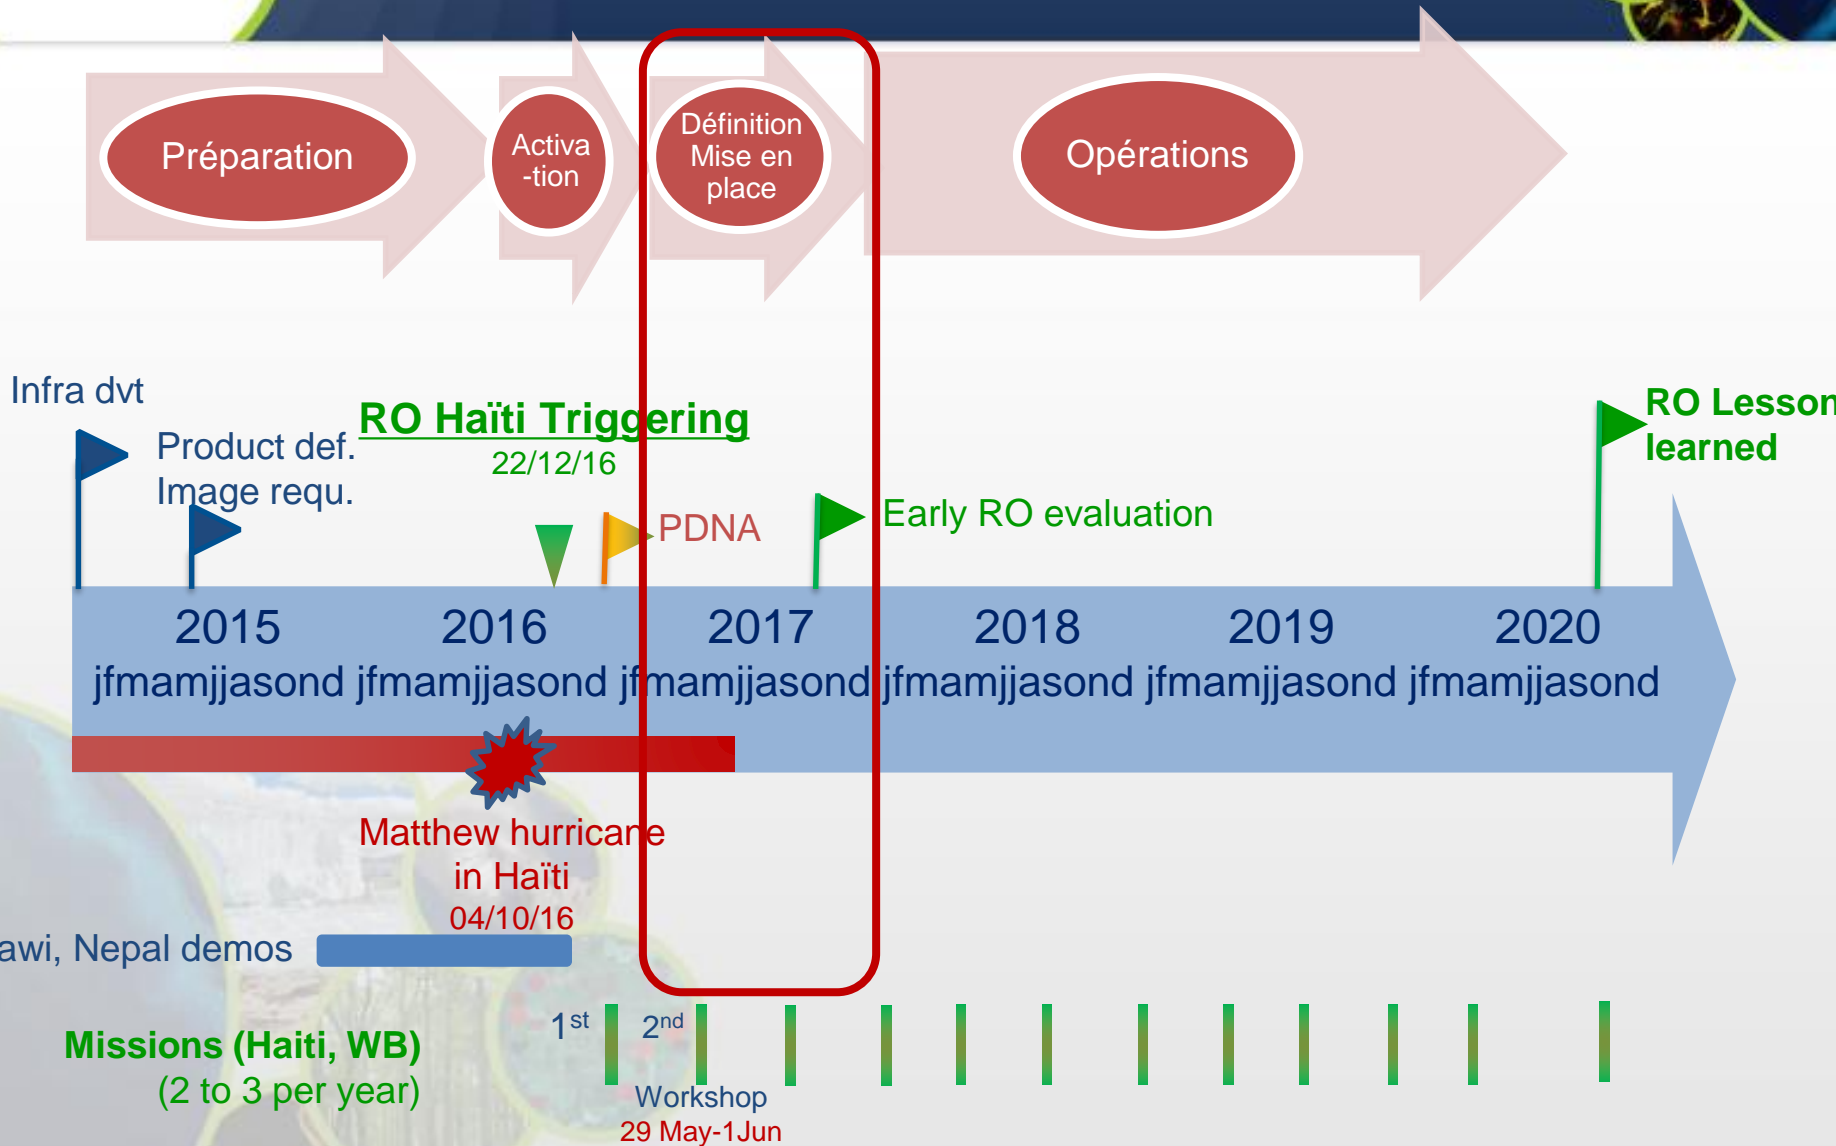 Préparation
Activa
-tion
Définition
Mise en
place
Opérations
Infra dvt
Product def.
Image requ.
RO Haïti Triggering
22/12/16
PDNA
Early RO evaluation
RO Lesson
learned
2015 2016 2017 2018 2019 2020
jfmamjjasond jfmamjjasond jfmamjjasond jfmamjjasond jfmamjjasond jfmamjjasond
Matthew hurricane
in Haïti
04/10/16
awi, Nepal demos
Missions (Haiti, WB)
(2 to 3 per year)
1st
2nd
Workshop
29 May-1Jun